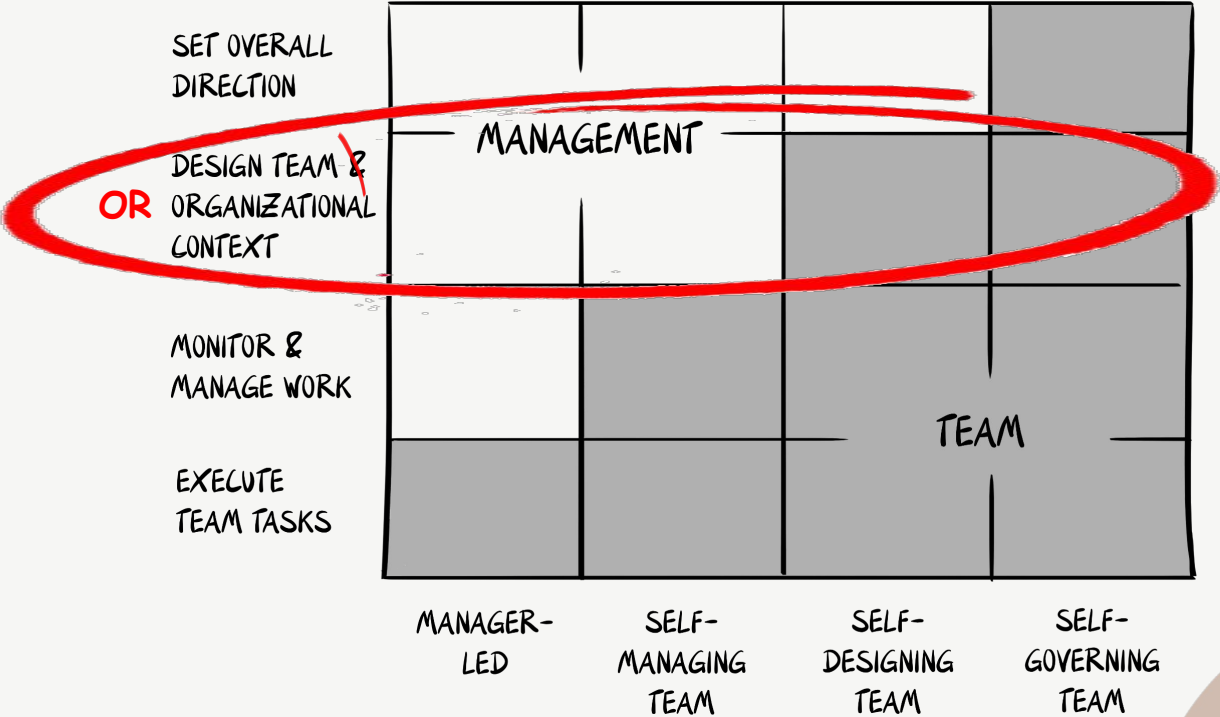 SET OVERALL
DIRECTION
MANAGEMENT
DESIGN TEAM &
OR ORGANIZATIONAL
CONTEXT
MONITOR &
MANAGE WORK
TEAM
EXECUTE
TEAM TASKS
MANAGER-
LED
SELF-
MANAGING
TEAM
SELF-
DESIGNING
TEAM
SELF-
GOVERNING
TEAM